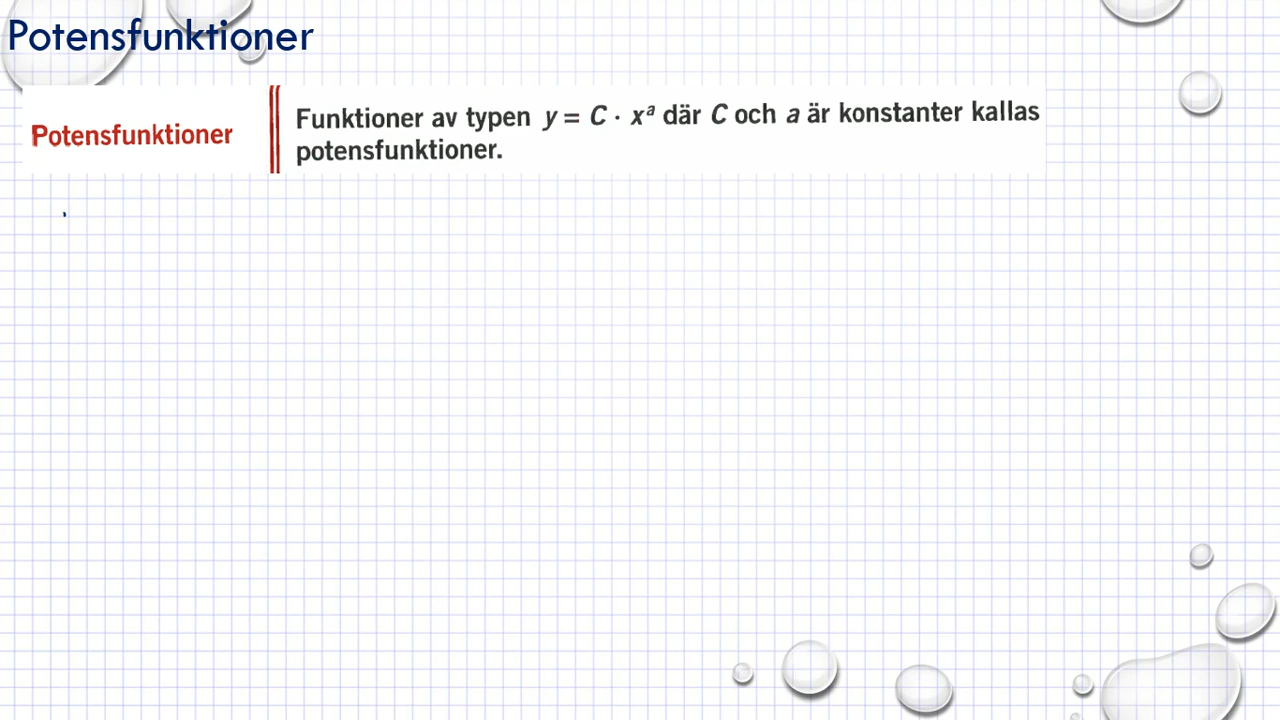 Potensfunktioner
Potensfunktioner
Funktioner av typen y = C · xᵃ där C och a är konstanter kallas
potensfunktioner.